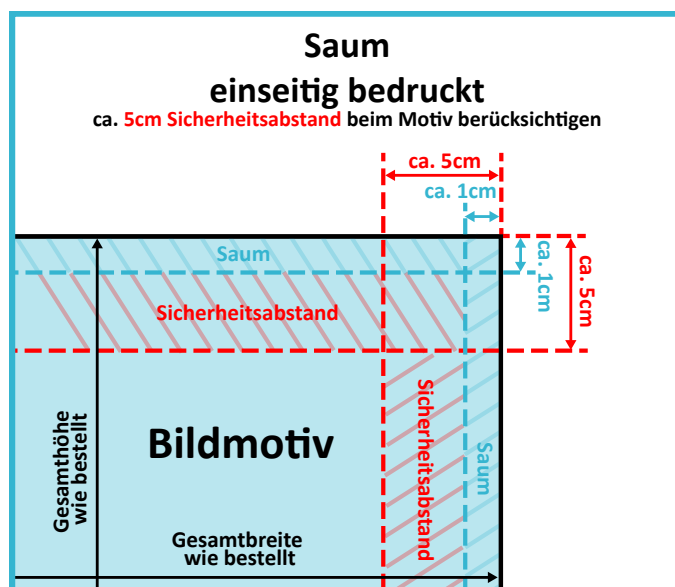 Saum
einseitig bedruckt
ca. 5cm Sicherheitsabstand beim Motiv berücksichtigen
ca. 5cm
ca. 1cm
Saum
ca. 1cm
ca. 5cm
Sicherheitsabstand
Gesamthöhe
wie bestellt
Bildmotiv
Sicherheitsabstand
Saum
Gesamtbreite
wie bestellt